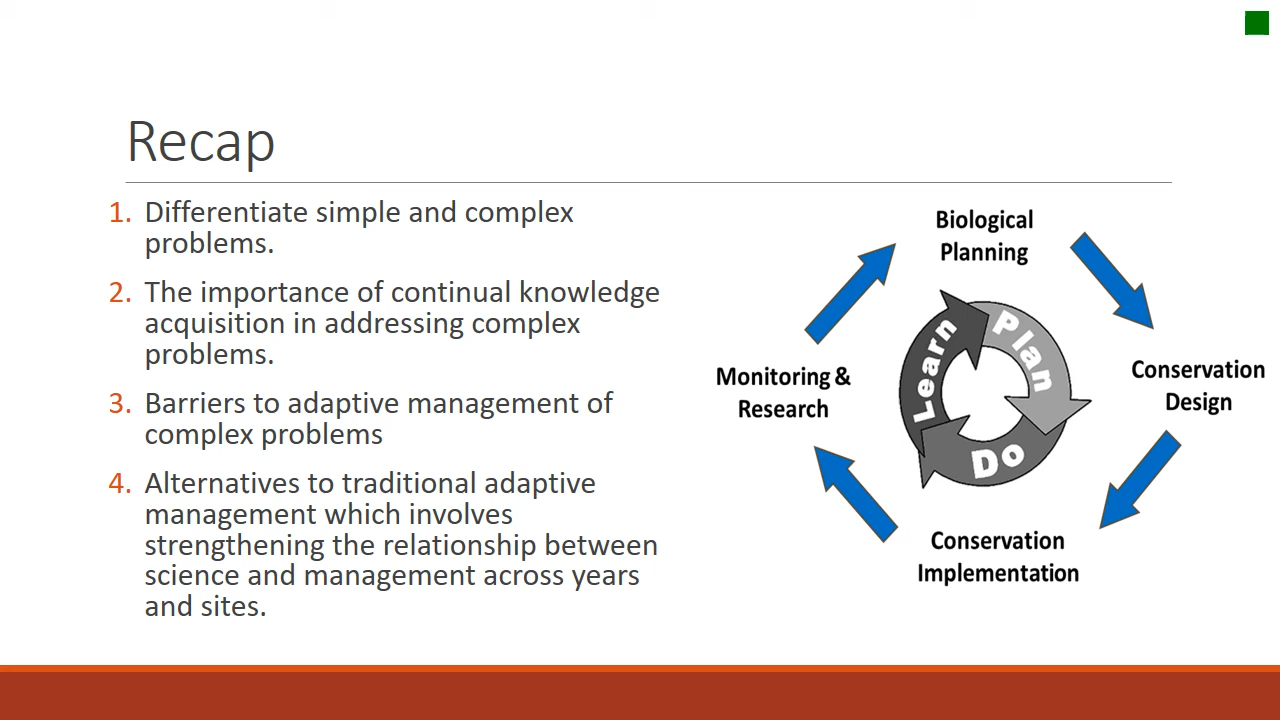 Recap
1. Differentiate simple and complex
problems.
2. The importance of continual knowledge
acquisition in addressing complex
problems.
3. Barriers to adaptive management of
complex problems
4. Alternatives to traditional adaptive
management which involves
strengthening the relationship between
science and management across years
and sites.
Biological
Planning
Conservation
Design
Conservation
Implementation
Monitoring &
Research
Plan
Do
Learn